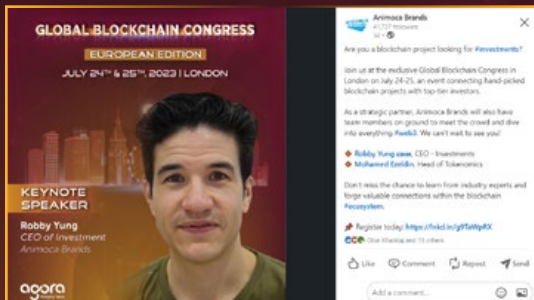 GLOBAL BLOCKCHAIN CONGRESS
EUROPEAN EDITION
JULY 24TH & 25TH, 2023 | LONDON
KEYNOTE
SPEAKER
Robby Yung
CEO of Investment
Animoca Brands
agora
Animoca Brands
Are you a blockchain project looking for #investments?
Join us at the exclusive Global Blockchain Congress in
London on July 24-25, an event connecting hand-picked
blockchain projects with top-tier investors.
As a strategic partner, Animoca Brands will also have
team members on ground to meet the crowd and dive
into everything #web3. We can't wait to see you!
Robby Yung, CEO - Investments
Mohamed Ezeldin, Head of Tokenomics
Don't miss the chance to learn from industry experts and
forge valuable connections within the blockchain
#ecosystem.
Register today:
and 15 others
Like Comment Repost Send
Add a comment...